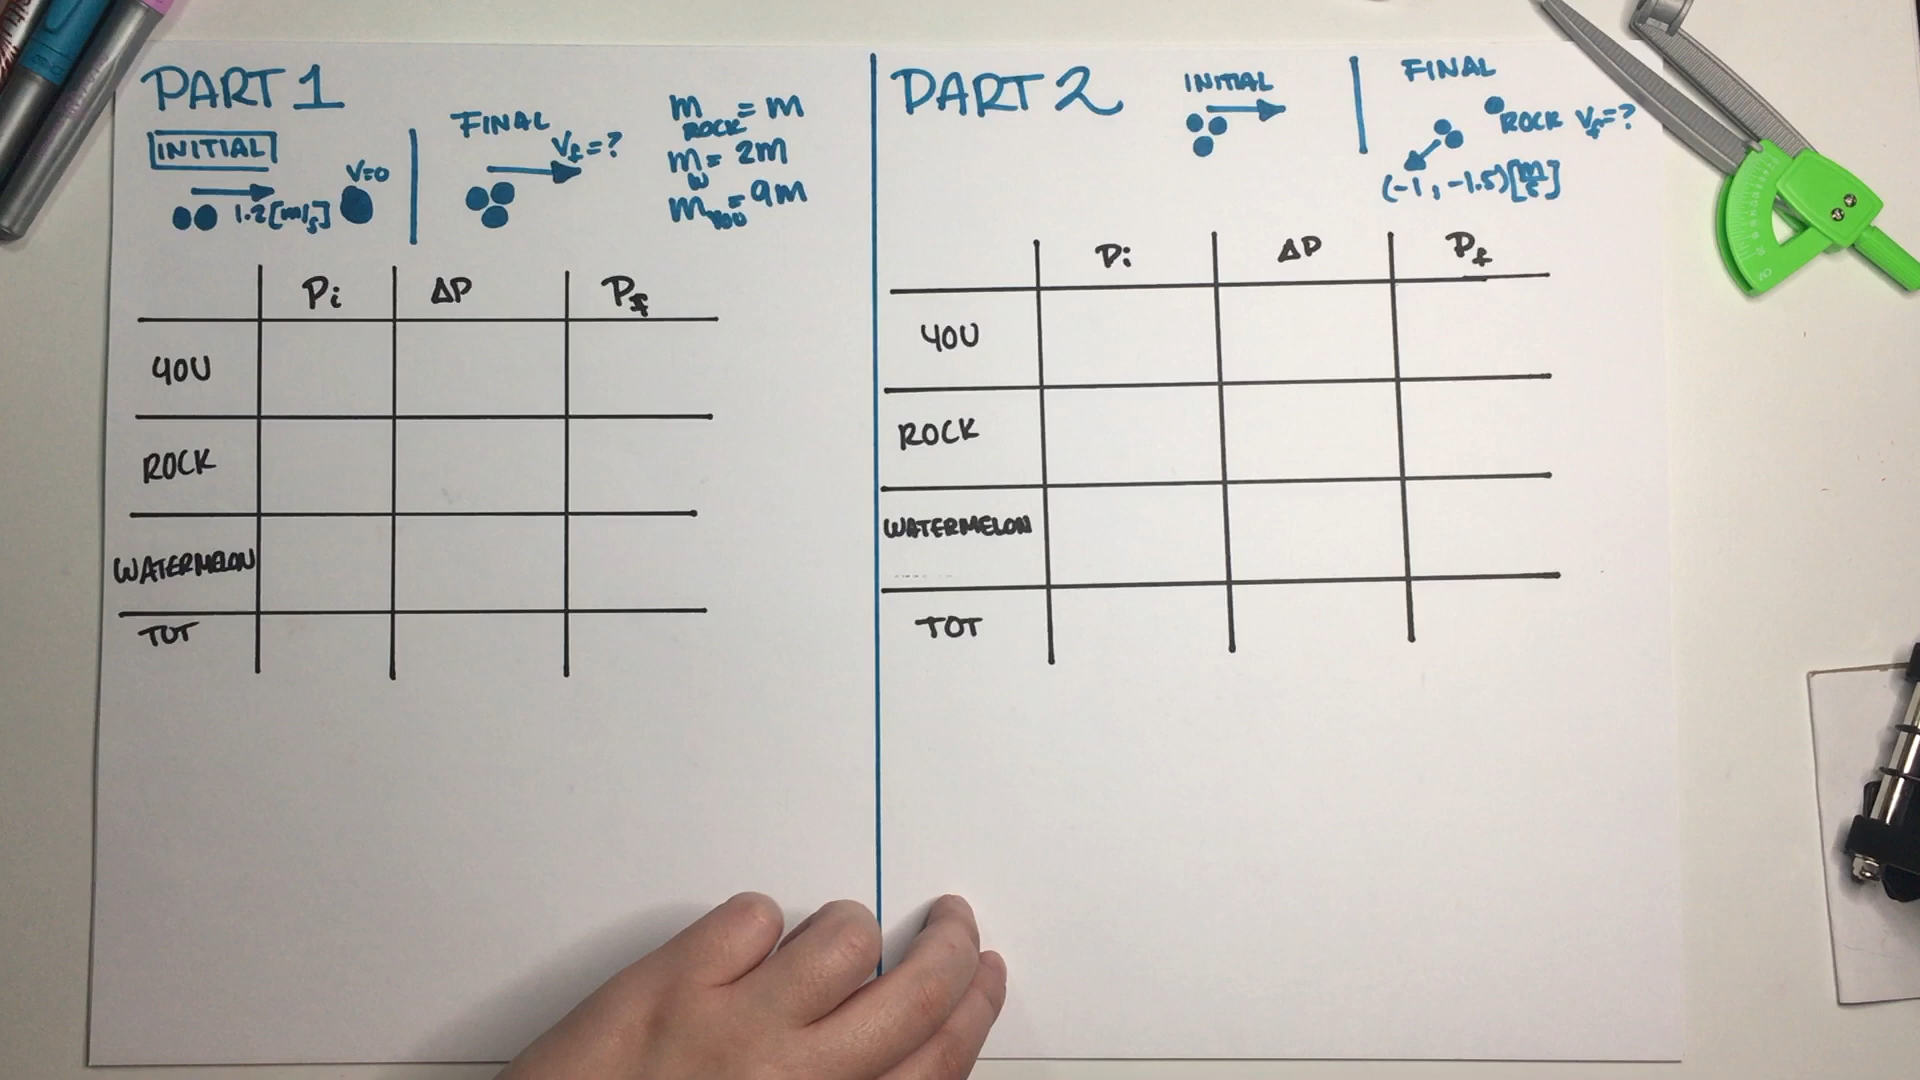 PART 1
INITIAL
1.2[m/s]
V=0
FINAL
Vf=?
mROCK=m
mW=2m
mYOU=9m
Pi ΔP Pf
YOU
ROCK
WATERMELON
TOT
PART 2
INITIAL
FINAL
ROCK Vf=?
(-1, -1.5)[m/s]
Pi ΔP Pf
YOU
ROCK
WATERMELON
TOT